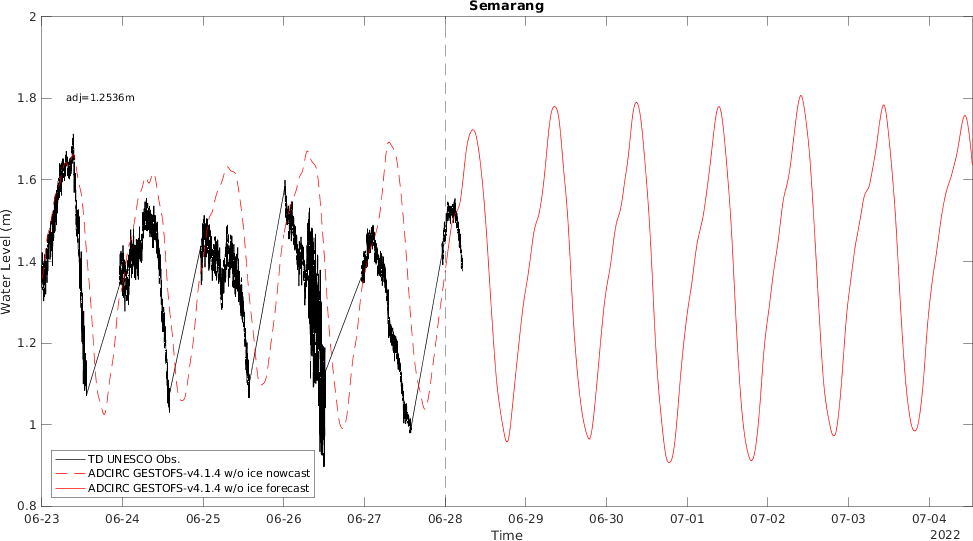 Semarang
2
1.8
1.6
1.4
1.2
1
0.8
Water Level (m)
adj=1.2536m
TD UNESCO Obs.
ADCIRC GESTOFS-v4.1.4 w/o ice nowcast
ADCIRC GESTOFS-v4.1.4 w/o ice forecast
06-23 06-24 06-25 06-26 06-27 06-28 06-29 06-30 07-01 07-02 07-03 07-04
Time
2022